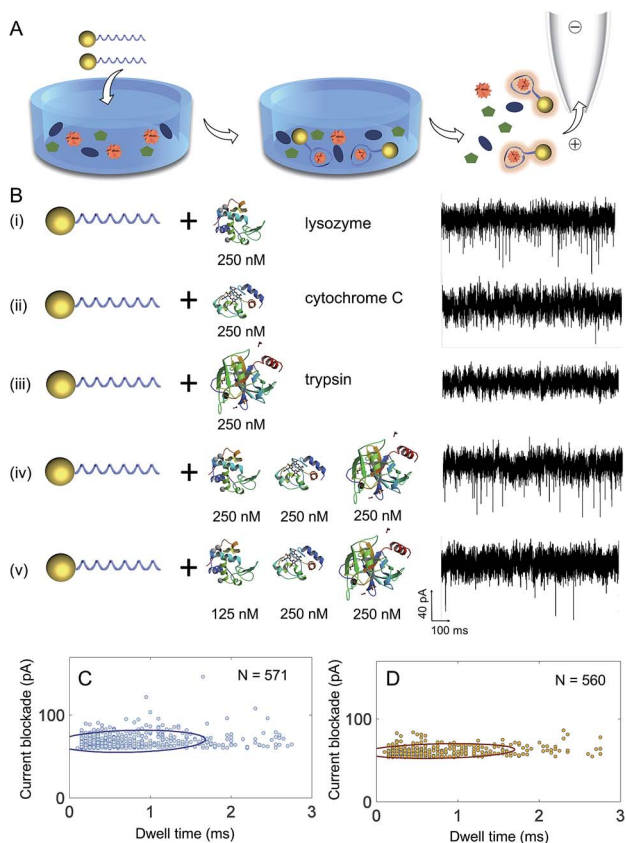 A
−
+
B
(i)
+
lysozyme
250 nM
(ii)
+
cytochrome C
250 nM
(iii)
+
trypsin
250 nM
(iv)
+
250 nM 250 nM 250 nM
(v)
+
125 nM 250 nM 250 nM
40 pA
100 ms
C
N = 571
Current blockade (pA)
100
0
0 1 2 3
Dwell time (ms)
D
N = 560
Current blockade (pA)
100
0
0 1 2 3
Dwell time (ms)